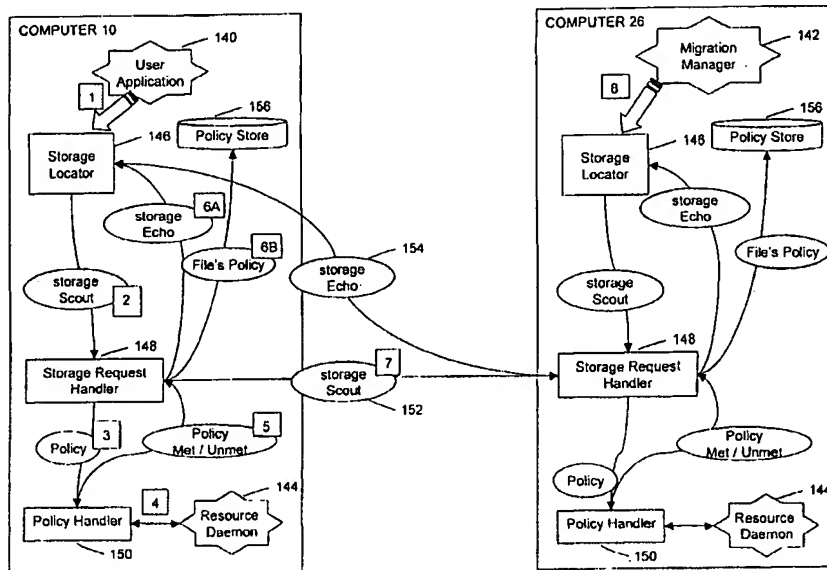 COMPUTER 10
140
User
Application
1
156
146
Policy Store
Storage
Locator
storage
Echo
6A
File's Policy
6B
storage
Scout
2
148
Storage Request
Handler
Policy
3
Policy
Met / Unmet
5
4
144
Policy Handler
Resource
Daemon
150
154
storage
Echo
storage
Scout
7
152
COMPUTER 26
142
Migration
Manager
8
156
146
Policy Store
Storage
Locator
storage
Echo
File's Policy
storage
Scout
148
Storage Request
Handler
Policy
Met / Unmet
Policy
144
Policy Handler
Resource
Daemon
150